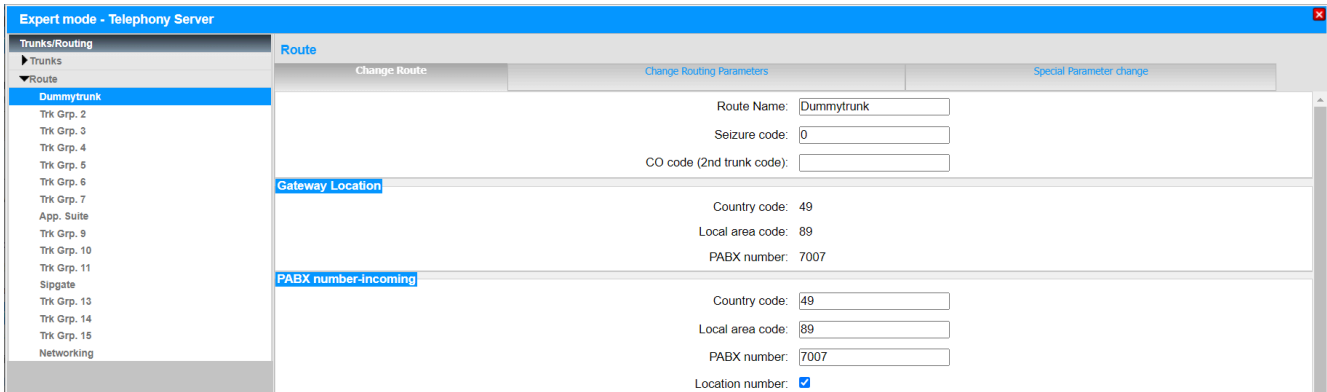 Expert mode - Telephony Server
Trunks/Routing
Trunks
Route
Dummytrunk
Trk Grp. 2
Trk Grp. 3
Trk Grp. 4
Trk Grp. 5
Trk Grp. 6
Trk Grp. 7
App. Suite
Trk Grp. 9
Trk Grp. 10
Trk Grp. 11
Sipgate
Trk Grp. 13
Trk Grp. 14
Trk Grp. 15
Networking
Route
Change Route Change Routing Parameters Special Parameter change
Route Name: Dummytrunk
Seizure code: 0
CO code (2nd trunk code):
Gateway Location
Country code: 49
Local area code: 89
PABX number: 7007
PABX number-incoming
Country code: 49
Local area code: 89
PABX number: 7007
Location number: